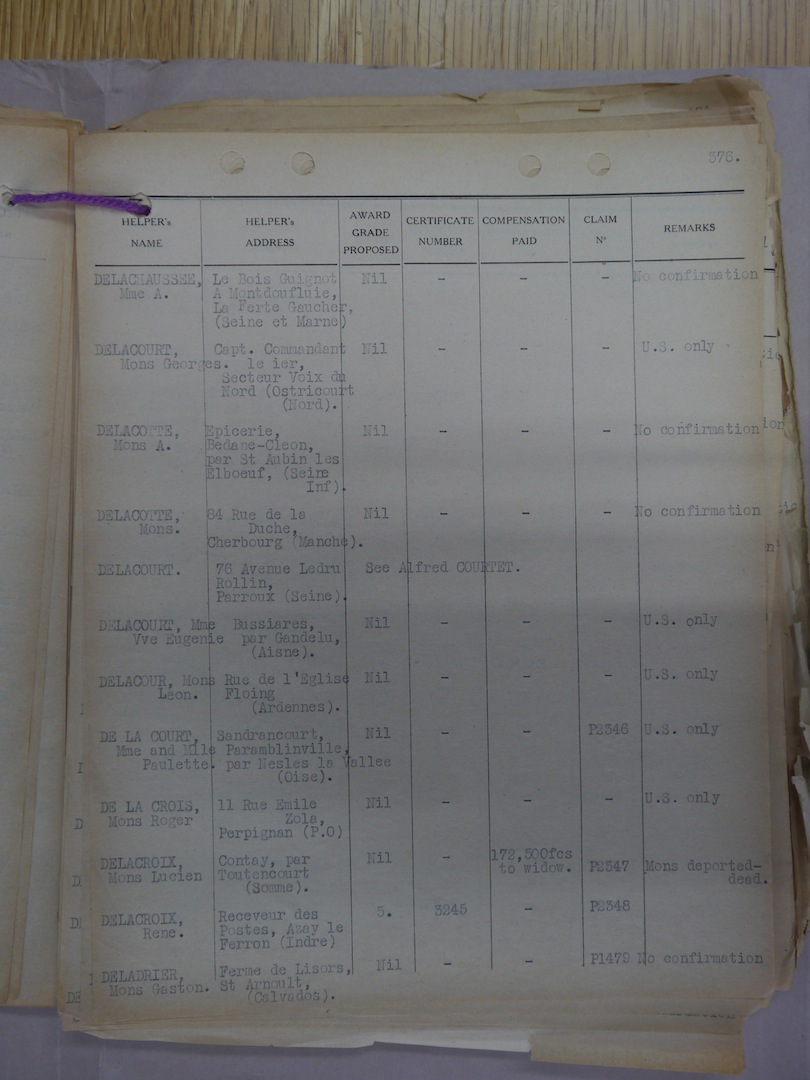 376.
HELPER's NAME HELPER's ADDRESS AWARD GRADE PROPOSED CERTIFICATE NUMBER COMPENSATION PAID CLAIM Nº REMARKS
DELACHAUSSEE, Le Bois Guignot Nil - - - No confirmation
Mme A. A Montdoufluie,
La Ferte Gaucher,
(Seine et Marne)
DELACOURT, Capt. Commandant Nil - - - U.S. only
Mons Georges. le ier,
Secteur Voix du
Nord (Ostricourt
(Nord).
DELACOTTE, Epicerie, Nil - - - No confirmation
Mons A. Bedane-Cleon,
par St Aubin les
Elboeuf, (Seine
Inf).
DELACOTTE, 84 Rue de la Nil - - - No confirmation
Mons. Duche,
Cherbourg (Manche).
DELACOURT. 76 Avenue Ledru See Alfred COURTET.
Rollin,
Parroux (Seine).
DELACOURT, Mme Bussiares, Nil - - - U.S. only
Vve Eugenie par Gandelu,
(Aisne).
DELACOUR, Mons Rue de l'Eglise Nil - - - U.S. only
Leon. Floing
(Ardennes).
DE LA COURT, Sandrancourt, Nil - - P2346 U.S. only
Mme and Mlle Paramblinville,
Paulette. par Nesles la Vallee
(Oise).
DE LA CROIS, 11 Rue Emile Nil - - - U.S. only
Mons Roger Zola,
Perpignan (P.O)
DELACROIX, Contay, par Nil - 172,500fcs P2347 Mons deported-
Mons Lucien Toutencourt to widow. dead.
(Somme).
DELACROIX, Receveur des 5. 3245 - P2348
Rene. Postes, Azay le
Ferron (Indre)
DELADRIER, Ferme de Lisors, Nil - - P1479 No confirmation
Mons Gaston. St Arnoult,
(Calvados).